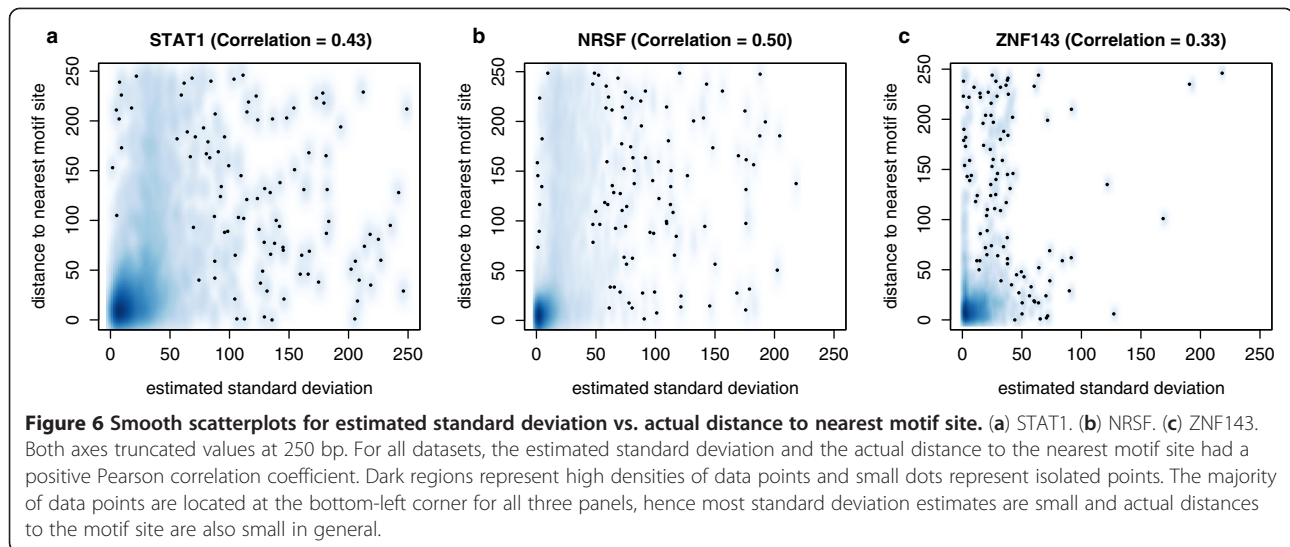 a STAT1 (Correlation = 0.43)
distance to nearest motif site
0 50 100 150 200 250
0 50 100 150 200 250
estimated standard deviation
b NRSF (Correlation = 0.50)
distance to nearest motif site
0 50 100 150 200 250
0 50 100 150 200 250
estimated standard deviation
c ZNF143 (Correlation = 0.33)
distance to nearest motif site
0 50 100 150 200 250
0 50 100 150 200 250
estimated standard deviation
Figure 6 Smooth scatterplots for estimated standard deviation vs. actual distance to nearest motif site. (a) STAT1. (b) NRSF. (c) ZNF143.
Both axes truncated values at 250 bp. For all datasets, the estimated standard deviation and the actual distance to the nearest motif site had a
positive Pearson correlation coefficient. Dark regions represent high densities of data points and small dots represent isolated points. The majority
of data points are located at the bottom-left corner for all three panels, hence most standard deviation estimates are small and actual distances
to the motif site are also small in general.